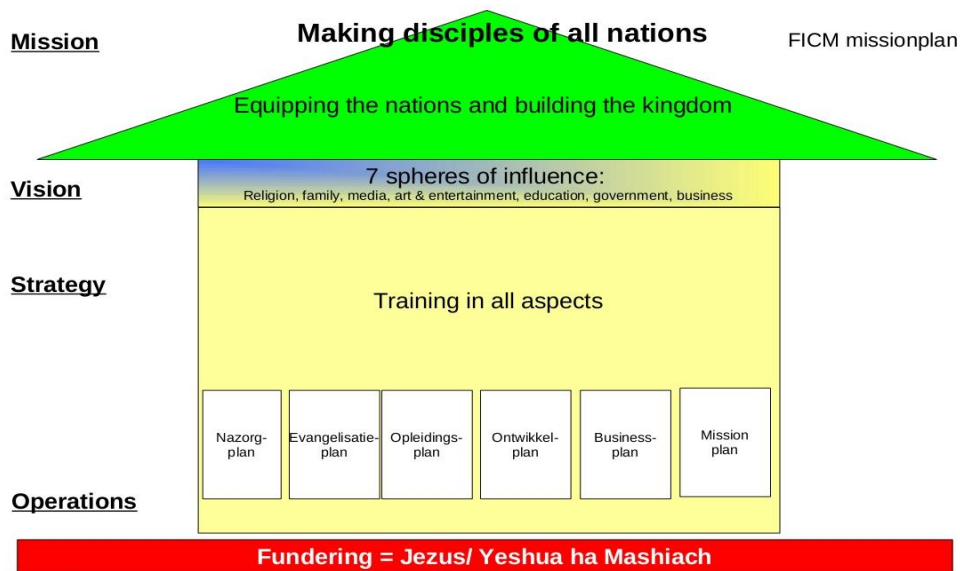 Mission
Making disciples of all nations
FICM missionplan
Equipping the nations and building the kingdom
Vision
7 spheres of influence:
Religion, family, media, art & entertainment, education, government, business
Strategy
Training in all aspects
Nazorg-
plan
Evangelisatie-
plan
Opleidings-
plan
Ontwikkel-
plan
Business-
plan
Mission
plan
Operations
Fundering = Jezus/ Yeshua ha Mashiach